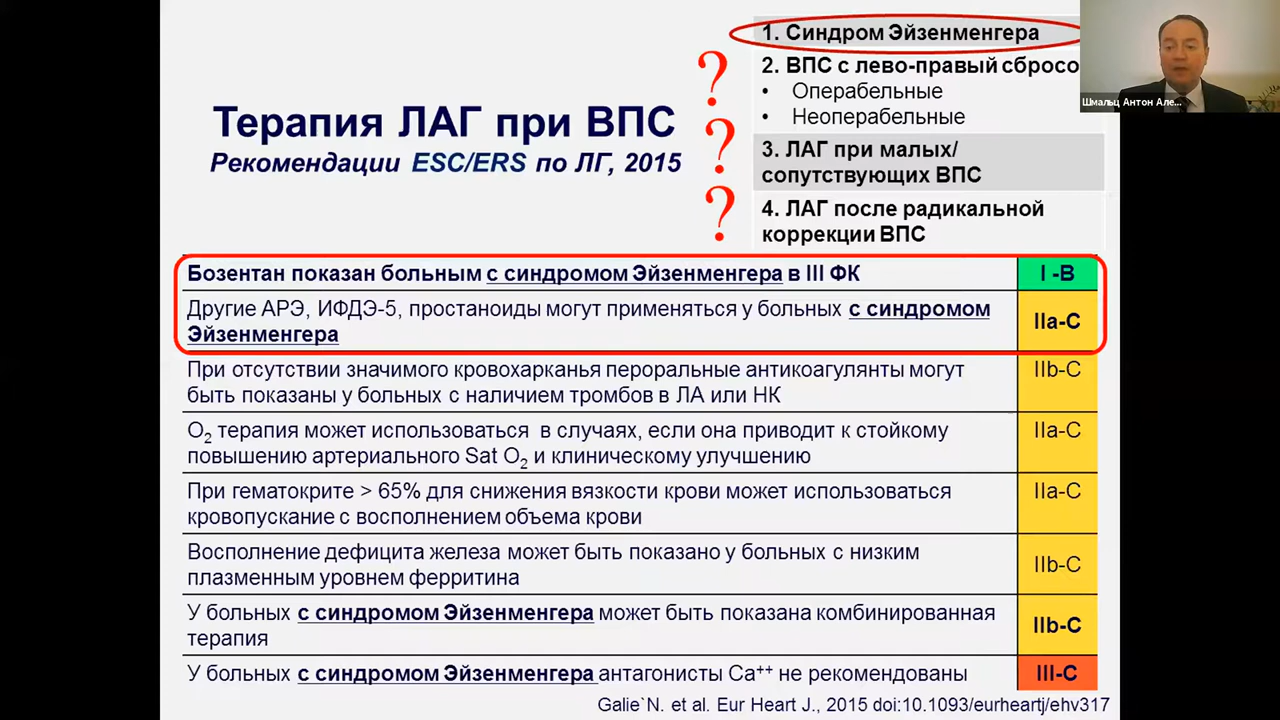 1. Синдром Эйзенменгера
2. ВПС с лево-правый сбросо
• Операбельные
• Неоперабельные
3. ЛАГ при малых/
сопутствующих ВПС
4. ЛАГ после радикальной
коррекции ВПС
?
?
?
Шмальц Антон Але...
Терапия ЛАГ при ВПС
Рекомендации ESC/ERS по ЛГ, 2015
Бозентан показан больным с синдромом Эйзенменгера в III ФК
I -B
Другие АРЭ, ИФДЭ-5, простаноиды могут применяться у больных с синдромом
Эйзенменгера
IIa-C
При отсутствии значимого кровохарканья пероральные антикоагулянты могут
быть показаны у больных с наличием тромбов в ЛА или НК
IIb-C
O₂ терапия может использоваться в случаях, если она приводит к стойкому
повышению артериального Sat O₂ и клиническому улучшению
IIa-C
При гематокрите > 65% для снижения вязкости крови может использоваться
кровопускание с восполнением объема крови
IIa-C
Восполнение дефицита железа может быть показано у больных с низким
плазменным уровнем ферритина
IIb-C
У больных с синдромом Эйзенменгера может быть показана комбинированная
терапия
IIb-C
У больных с синдромом Эйзенменгера антагонисты Ca⁺⁺ не рекомендованы
III-C
Galie`N. et al. Eur Heart J., 2015 doi:10.1093/eurheartj/ehv317